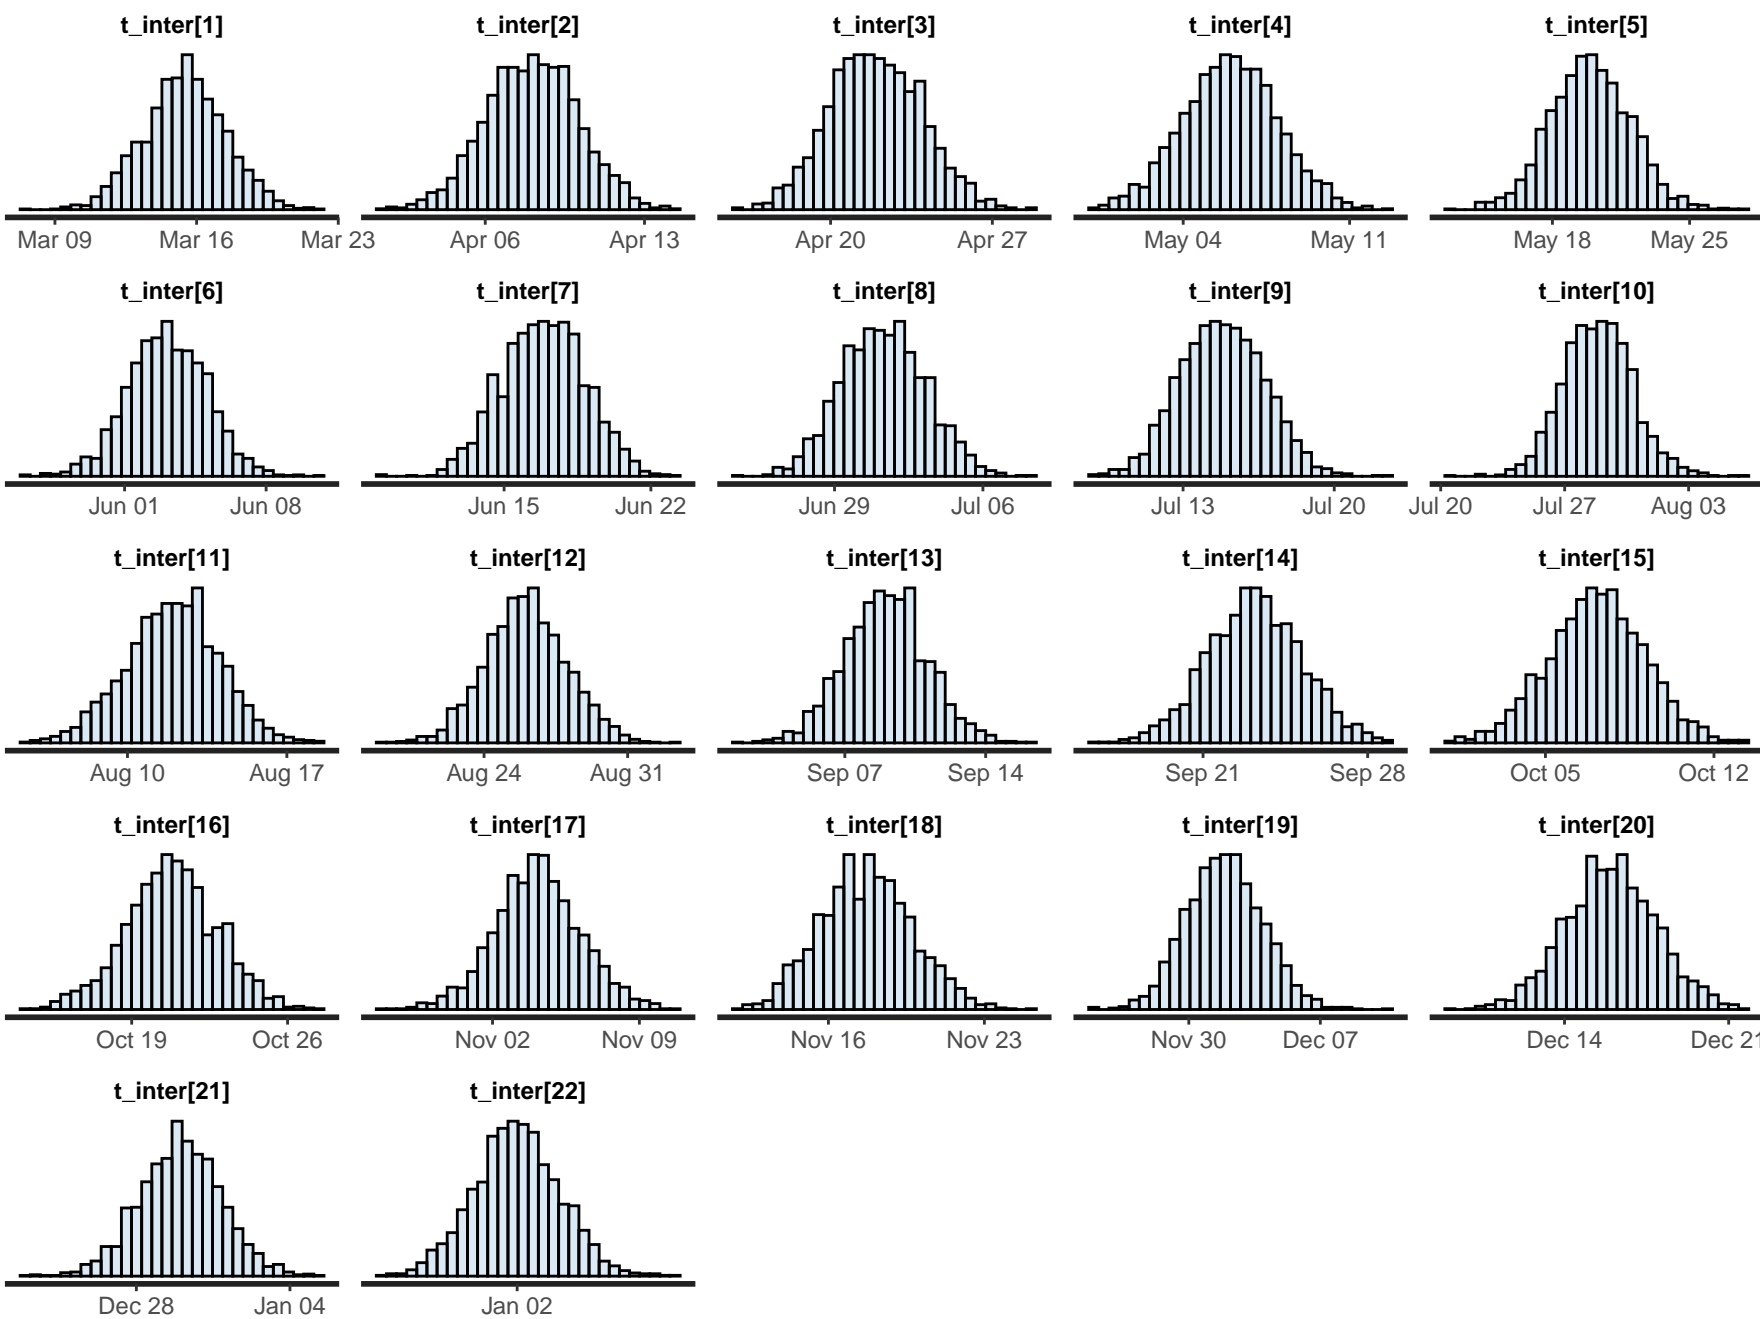 t_inter[1] t_inter[2] t_inter[3] t_inter[4] t_inter[5]
Mar 09 Mar 16 Mar 23 Apr 06 Apr 13 Apr 20 Apr 27 May 04 May 11 May 18 May 25
t_inter[6] t_inter[7] t_inter[8] t_inter[9] t_inter[10]
Jun 01 Jun 08 Jun 15 Jun 22 Jun 29 Jul 06 Jul 13 Jul 20 Jul 20 Jul 27 Aug 03
t_inter[11] t_inter[12] t_inter[13] t_inter[14] t_inter[15]
Aug 10 Aug 17 Aug 24 Aug 31 Sep 07 Sep 14 Sep 21 Sep 28 Oct 05 Oct 12
t_inter[16] t_inter[17] t_inter[18] t_inter[19] t_inter[20]
Oct 19 Oct 26 Nov 02 Nov 09 Nov 16 Nov 23 Nov 30 Dec 07 Dec 14 Dec 21
t_inter[21] t_inter[22]
Dec 28 Jan 04 Jan 02